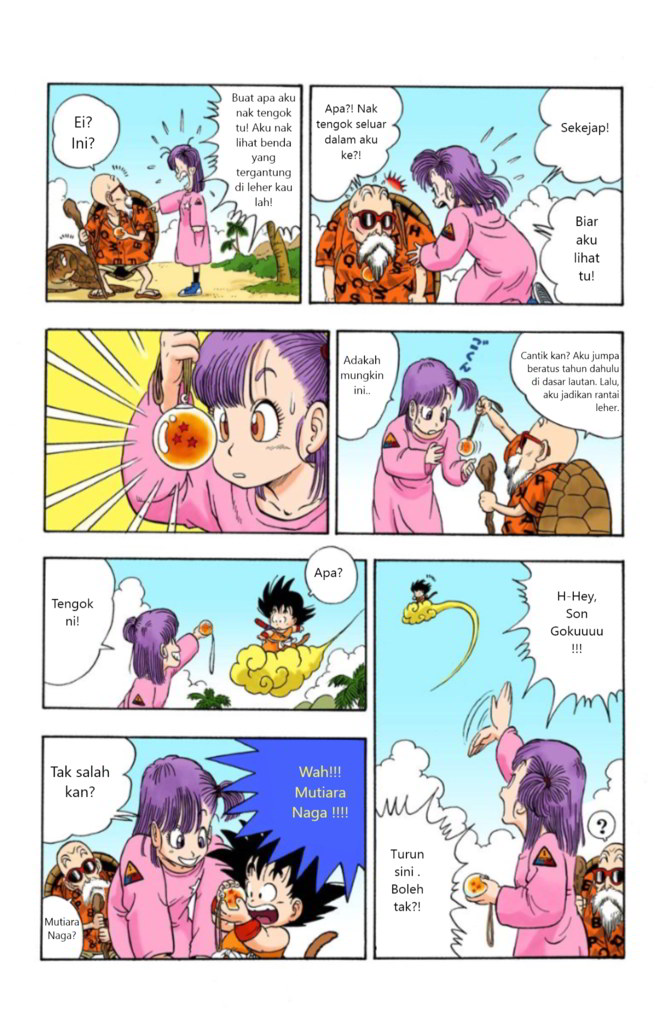 Sekejap!
Biar
aku
lihat
tu!
Apa?! Nak
tengok seluar
dalam aku
ke?!
Buat apa aku
nak tengok
tu! Aku nak
lihat benda
yang
tergantung
di leher kau
lah!
Ei?
Ini?
Cantik kan? Aku jumpa
beratus tahun dahulu
di dasar lautan. Lalu,
aku jadikan rantai
leher.
Adakah
mungkin
ini..
H-Hey,
Son
Gokuuuu
!!!
Turun
sini .
Boleh
tak?!
?
Apa?
Tengok
ni!
Wah!!!
Mutiara
Naga !!!!
Tak salah
kan?
Mutiara
Naga?